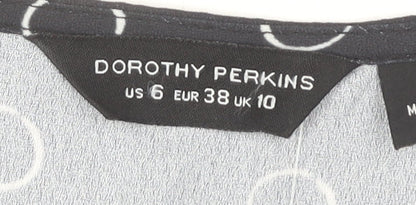 DOROTHY PERKINS
US 6 EUR 38 UK 10
M